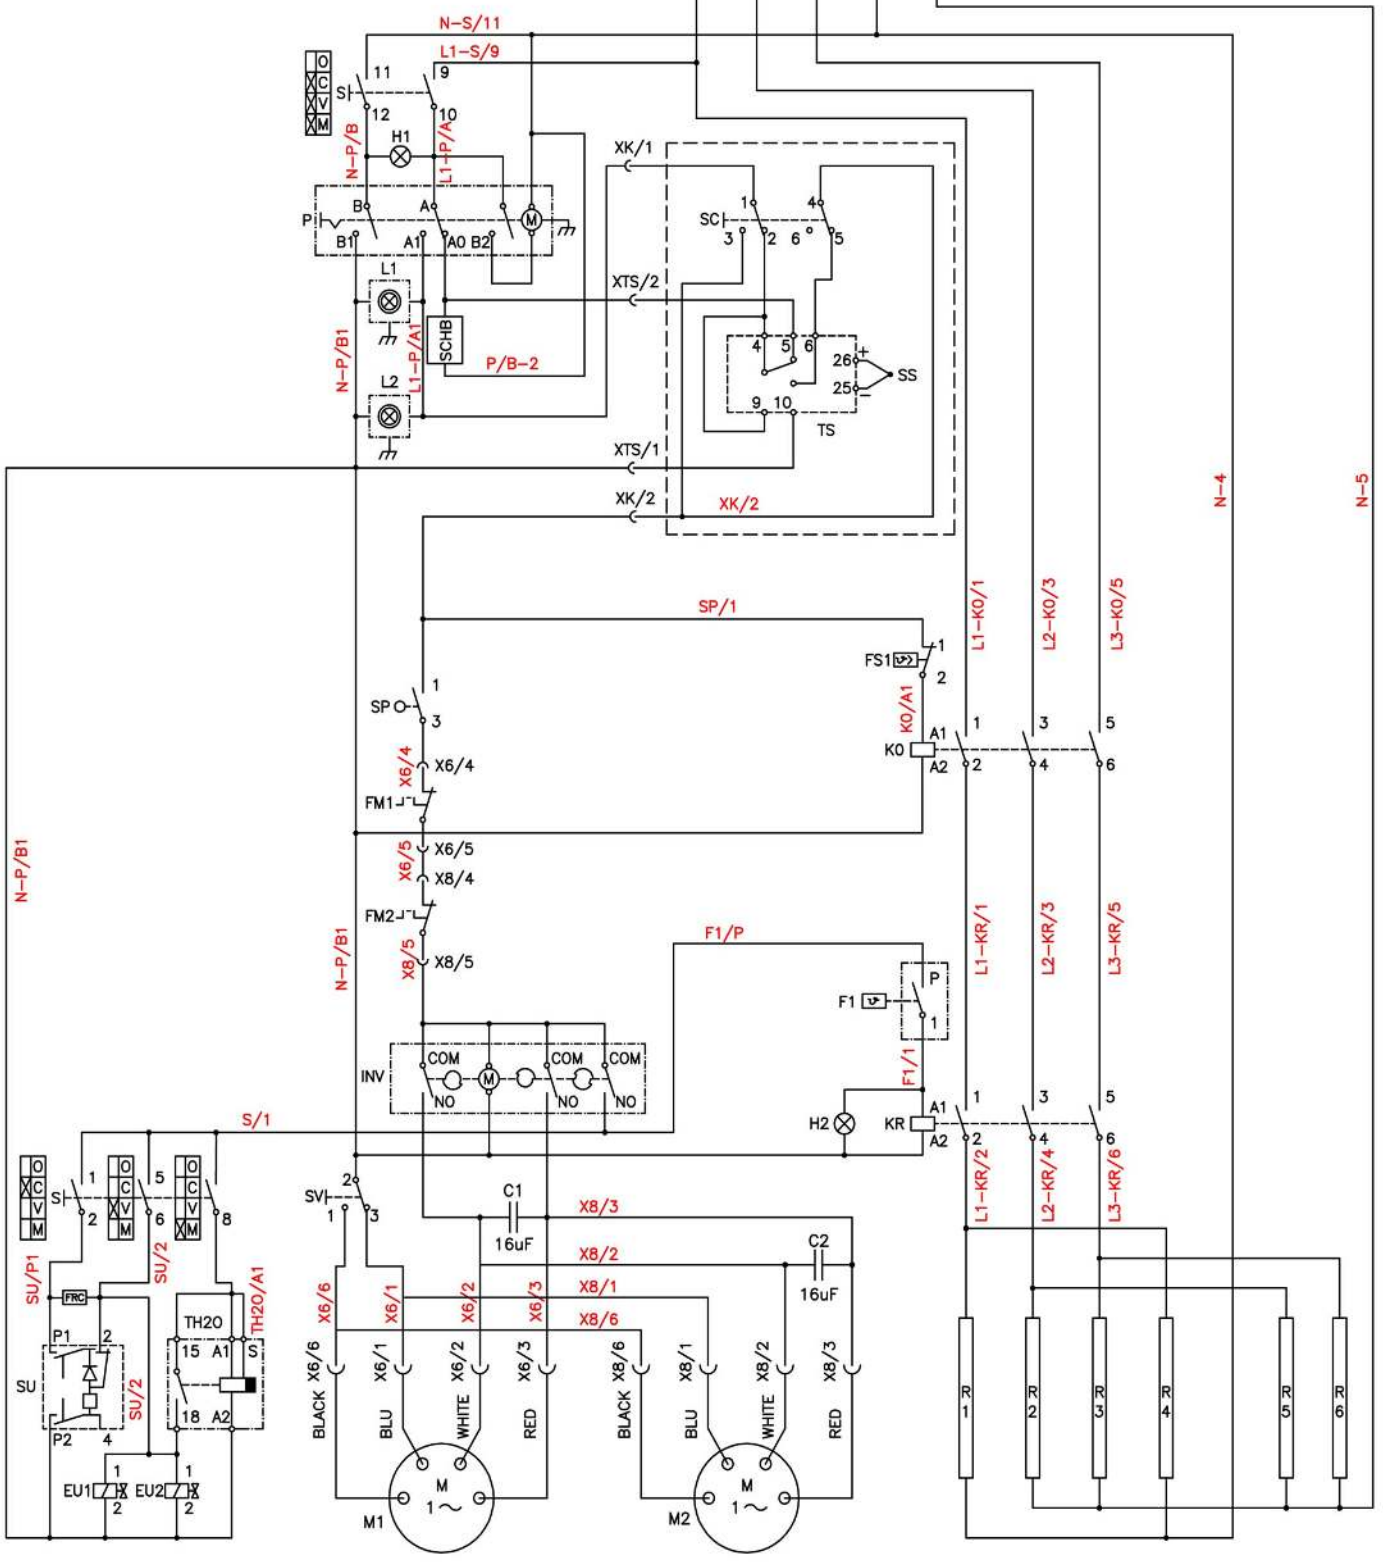 N-S/11
L1-S/9
O
C
V
M
S
11
9
12
10
N-P/B
H1
L1-P/A
XK/1
P
B
A
M
B1
A1
A0
B2
SC
1
4
3
2
6
5
L1
XTS/2
SCHB
N-P/B1
L1-P/A1
P/B-2
4
5
6
26
+
25
-
SS
L2
9
10
TS
XTS/1
XK/2
XK/2
N-4
N-5
SP/1
L1-K0/1
L2-K0/3
L3-K0/5
FS1
1
2
SP
1
3
K0/A1
K0
A1
A2
1
3
5
2
4
6
X6/4
X6/4
FM1
X6/5
X6/5
X8/4
FM2
X8/5
X8/5
N-P/B1
N-P/B1
F1/P
L1-KR/1
L2-KR/3
L3-KR/5
F1
P
1
F1/1
INV
COM
M
COM
COM
NO
NO
NO
H2
KR
A1
A2
1
3
5
2
4
6
S/1
L1-KR/2
L2-KR/4
L3-KR/6
O
C
V
M
S
1
2
O
C
V
M
5
6
O
C
V
M
8
SV
2
1
3
C1
16uF
X8/3
X8/2
C2
16uF
X8/1
X8/6
SU/P1
SU/2
TH20/A1
FRC
X6/6
X6/1
X6/2
X6/3
P1
2
SU
P2
4
SU/2
TH20
15
A1
S
18
A2
X6/6
X6/1
X6/2
X6/3
X8/6
X8/1
X8/2
X8/3
BLACK
BLU
WHITE
RED
BLACK
BLU
WHITE
RED
R1
R2
R3
R4
R5
R6
EU1
1
2
EU2
1
2
M
1~
M1
M
1~
M2